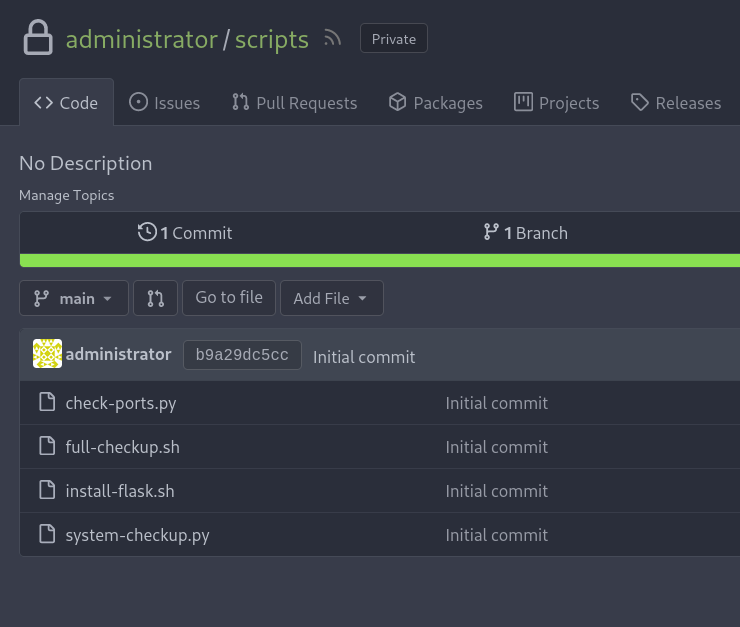 administrator/scripts Private
Code Issues Pull Requests Packages Projects Releases
No Description
Manage Topics
1 Commit 1 Branch
main Go to file Add File
administrator b9a29dc5cc Initial commit
check-ports.py Initial commit
full-checkup.sh Initial commit
install-flask.sh Initial commit
system-checkup.py Initial commit